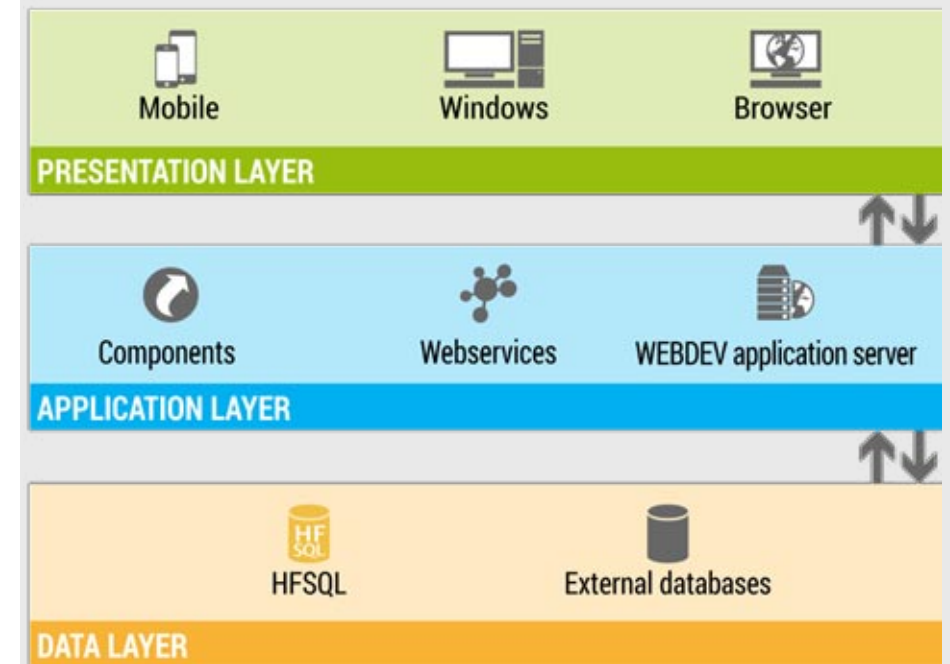 Mobile
Windows
Browser
PRESENTATION LAYER
Components
Webservices
WEBDEV application server
APPLICATION LAYER
HF
SQL
HFSQL
External databases
DATA LAYER